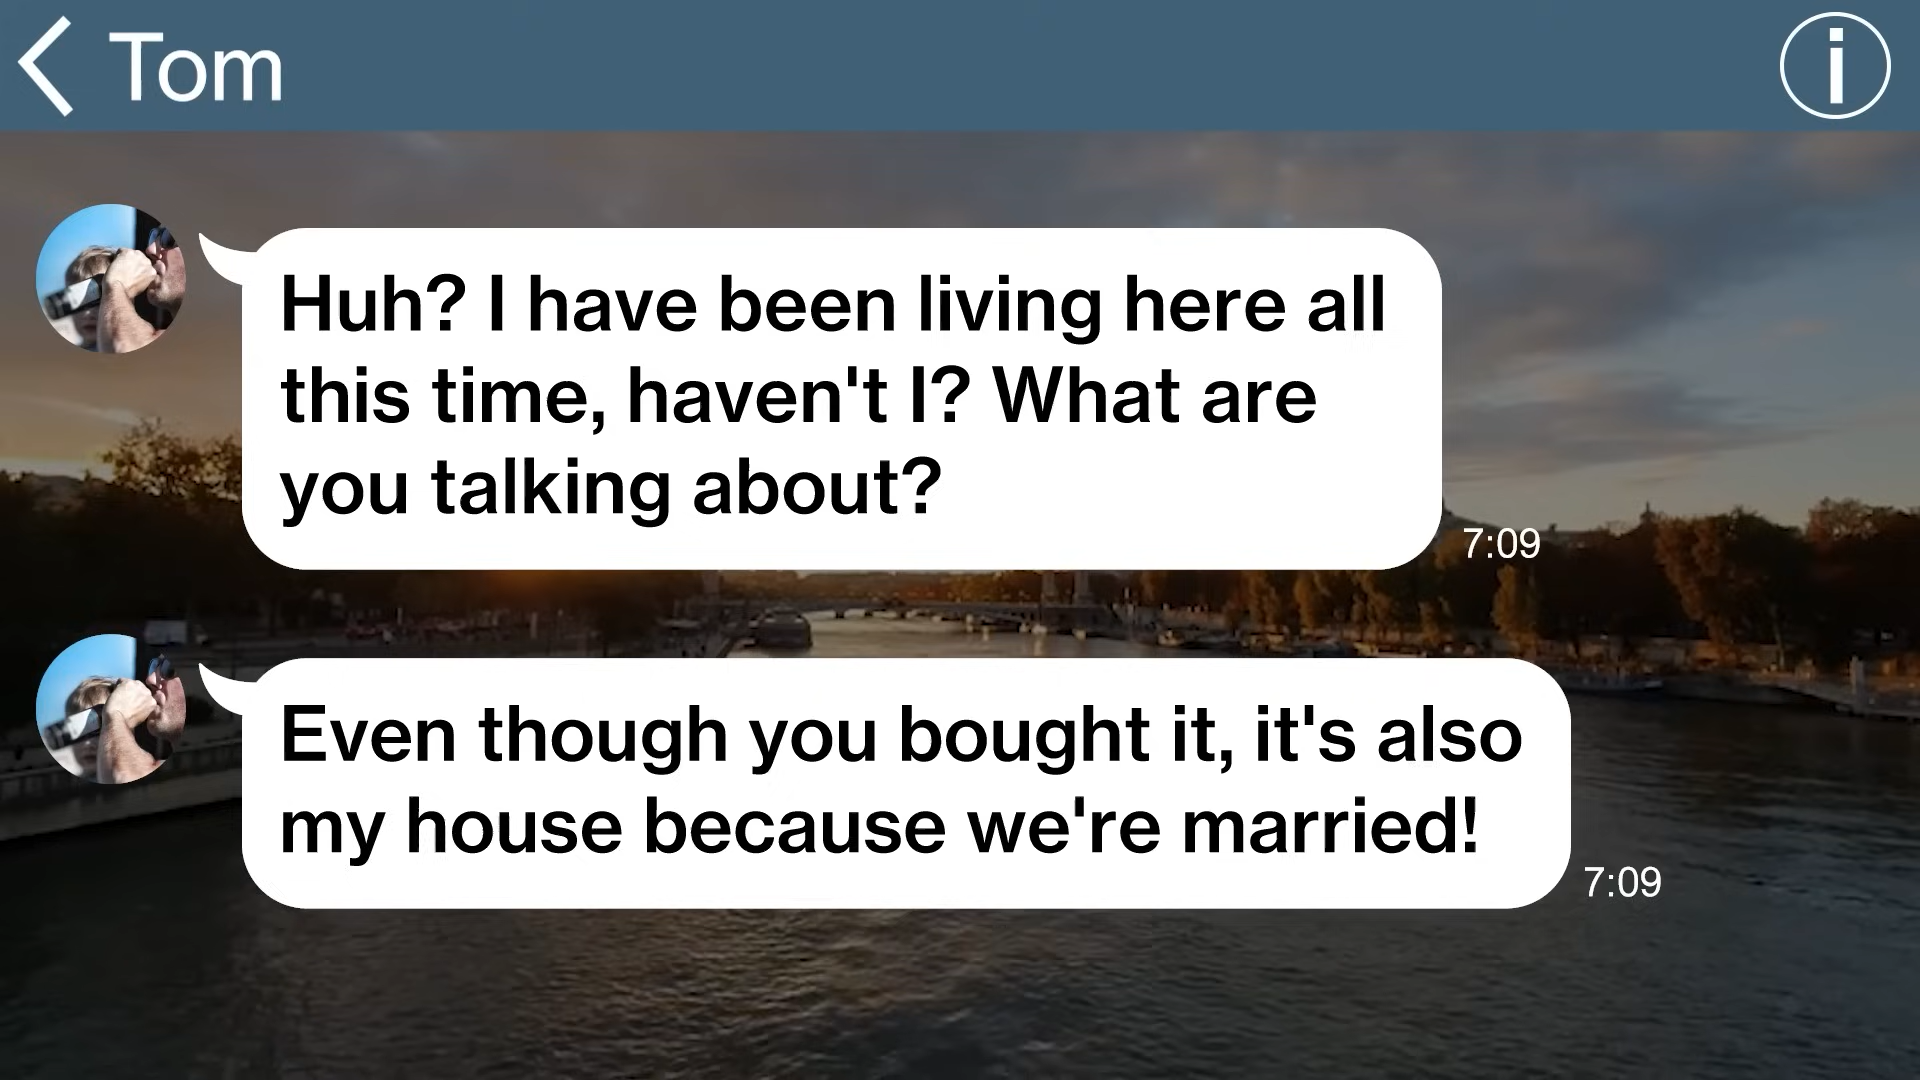 Tom
Huh? I have been living here all
this time, haven't I? What are
you talking about?
7:09
Even though you bought it, it's also
my house because we're married!
7:09